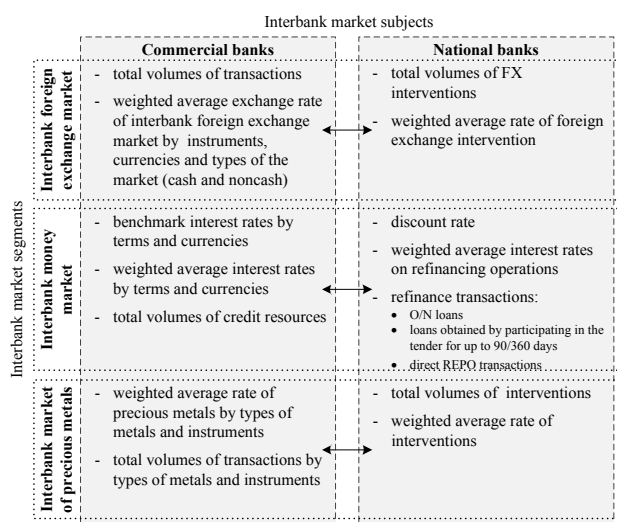 Interbank market subjects
Commercial banks
National banks
Interbank market segments
Interbank foreign
exchange market
- total volumes of transactions
- weighted average exchange rate
of interbank foreign exchange
market by instruments,
currencies and types of the
market (cash and noncash)
- total volumes of FX
interventions
- weighted average rate of foreign
exchange intervention
Interbank money
market
- benchmark interest rates by
terms and currencies
- weighted average interest rates
by terms and currencies
- total volumes of credit resources
- discount rate
- weighted average interest rates
on refinancing operations
- refinance transactions:
• O/N loans
• loans obtained by participating in the
tender for up to 90/360 days
• direct REPO transactions
Interbank market
of precious metals
- weighted average rate of
precious metals by types of
metals and instruments
- total volumes of transactions by
types of metals and instruments
- total volumes of interventions
- weighted average rate of
interventions